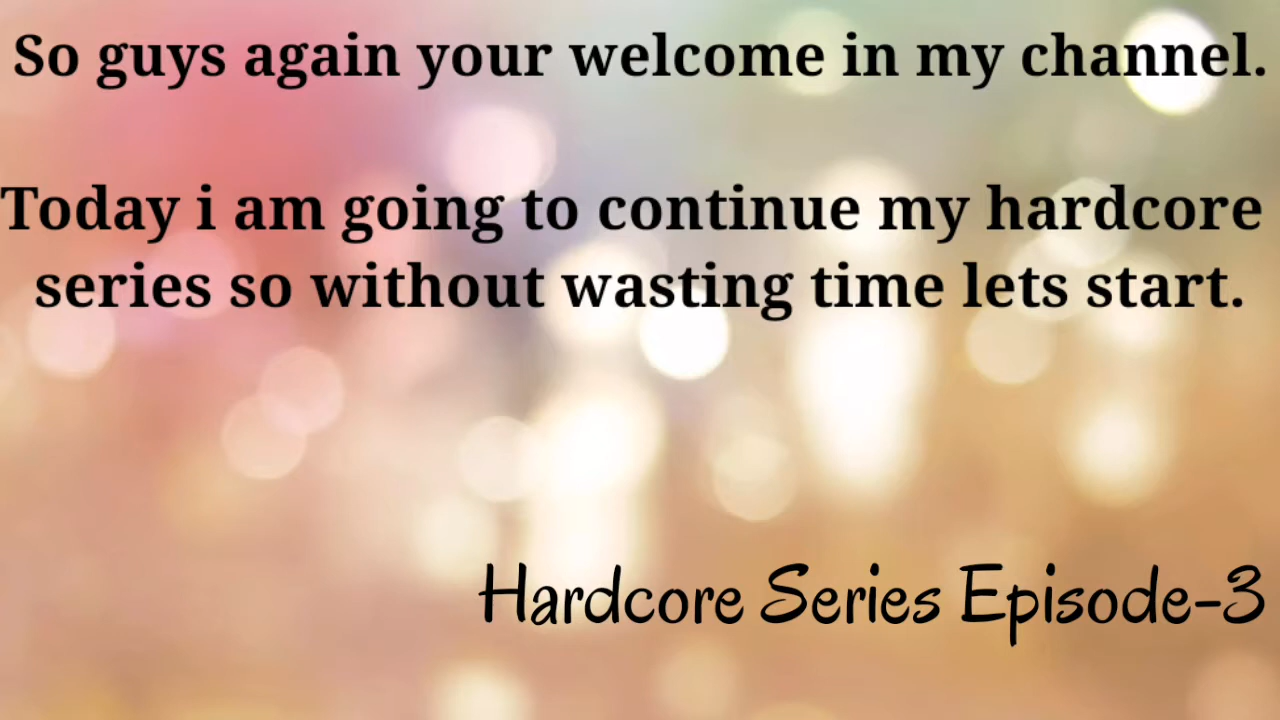 So guys again your welcome in my channel.
Today i am going to continue my hardcore
series so without wasting time lets start.
Hardcore Series Episode-3